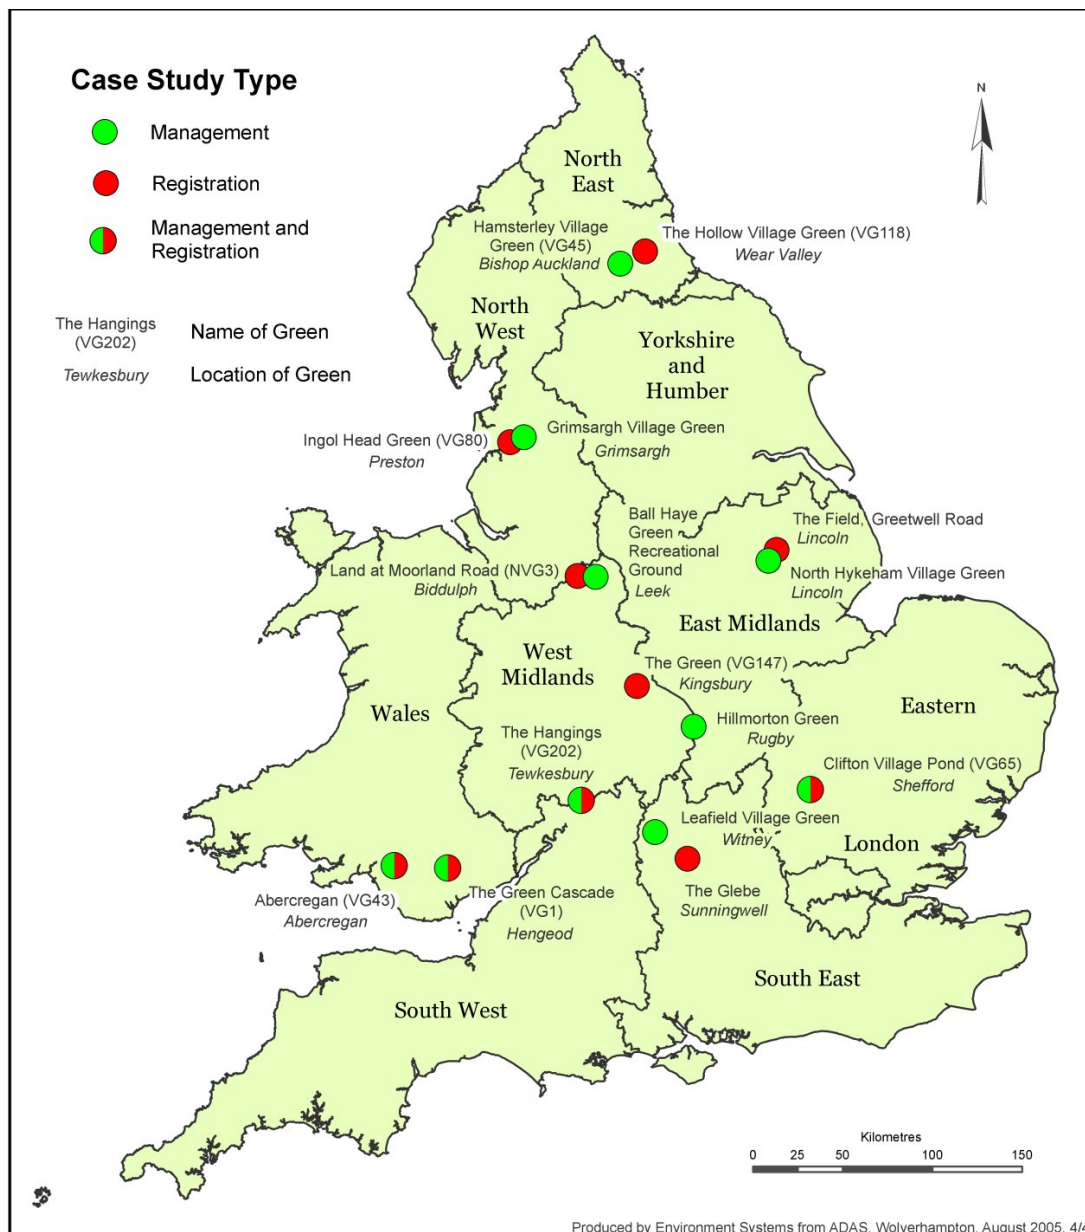 Case Study Type
Management
Registration
Management and
Registration
The Hangings
(VG202)
Name of Green
Tewkesbury
Location of Green
N
North
East
Hamsterley Village
Green (VG45)
Bishop Auckland
The Hollow Village Green (VG118)
Wear Valley
North
West
Yorkshire
and
Humber
Ingol Head Green (VG80)
Preston
Grimsargh Village Green
Grimsargh
Ball Haye
Green
Recreational
Ground
Leek
The Field, Greetwell Road
Lincoln
Land at Moorland Road (NVG3)
Biddulph
North Hykeham Village Green
Lincoln
East Midlands
West
Midlands
The Green (VG147)
Kingsbury
Wales
Eastern
Hillmorton Green
Rugby
The Hangings
(VG202)
Tewkesbury
Clifton Village Pond (VG65)
Shefford
Leafield Village Green
Witney
London
Abercregan (VG43)
Abercregan
The Green Cascade
(VG1)
Hengeod
The Glebe
Sunningwell
South East
South West
Kilometres
0 25 50 100 150
Produced by Environment Systems from ADAS, Wolverhampton, August 2005, 4/4